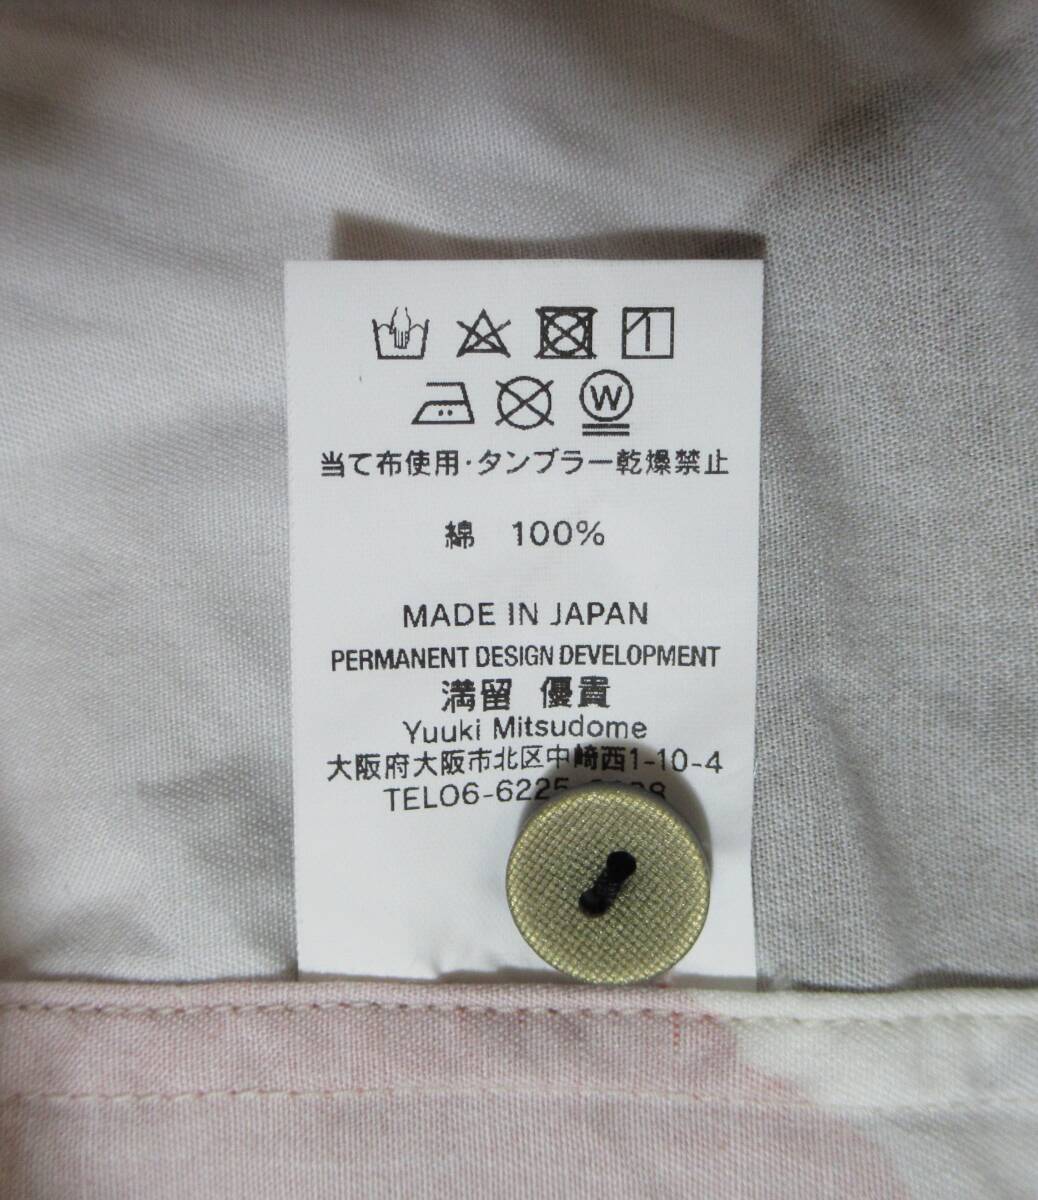 当て布使用・タンブラー乾燥禁止
綿 100%
MADE IN JAPAN
PERMANENT DESIGN DEVELOPMENT
満留 優貴
Yuuki Mitsudome
大阪府大阪市北区中崎西1-10-4
TEL06-6225-